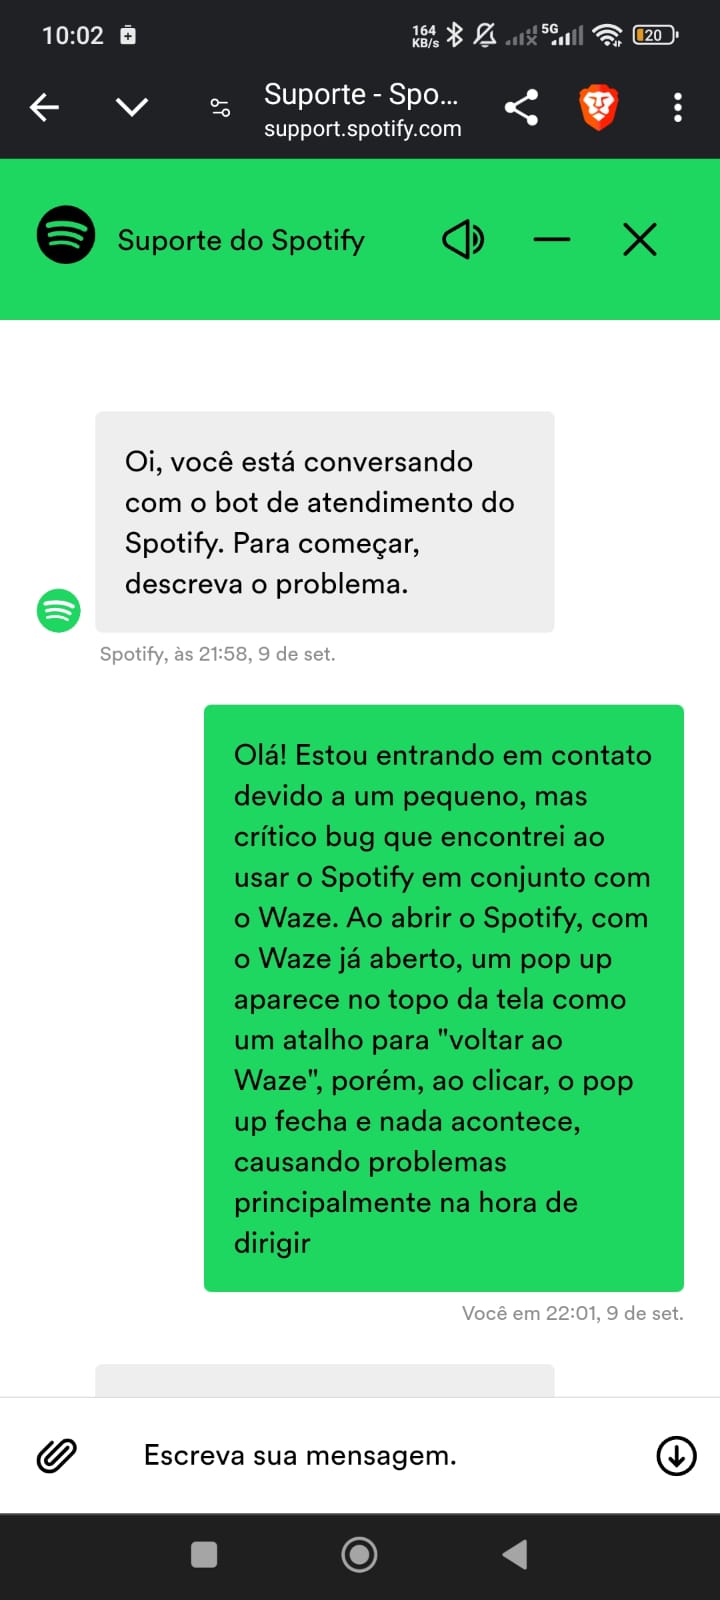 10:02 164 KB/s 5G 20
Suporte - Spo...
support.spotify.com
Suporte do Spotify
Oi, você está conversando
com o bot de atendimento do
Spotify. Para começar,
descreva o problema.
Spotify, às 21:58, 9 de set.
Olá! Estou entrando em contato
devido a um pequeno, mas
crítico bug que encontrei ao
usar o Spotify em conjunto com
o Waze. Ao abrir o Spotify, com
o Waze já aberto, um pop up
aparece no topo da tela como
um atalho para "voltar ao
Waze", porém, ao clicar, o pop
up fecha e nada acontece,
causando problemas
principalmente na hora de
dirigir
Você em 22:01, 9 de set.
Escreva sua mensagem.